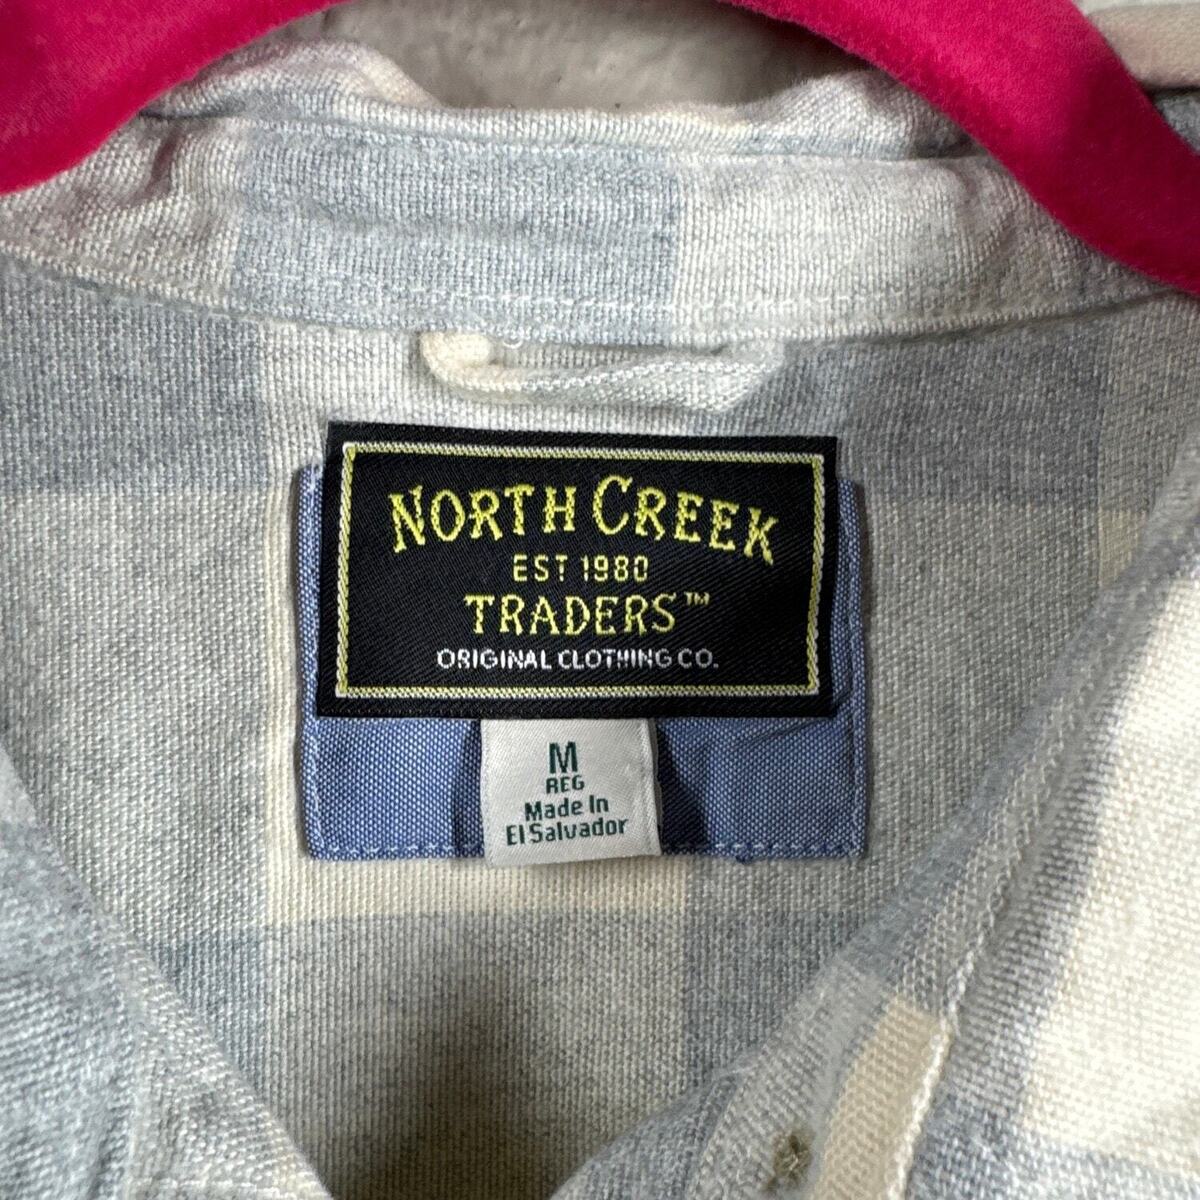 NORTH CREEK
EST 1980
TRADERS™
ORIGINAL CLOTHING CO.
M
REG
Made In
El Salvador